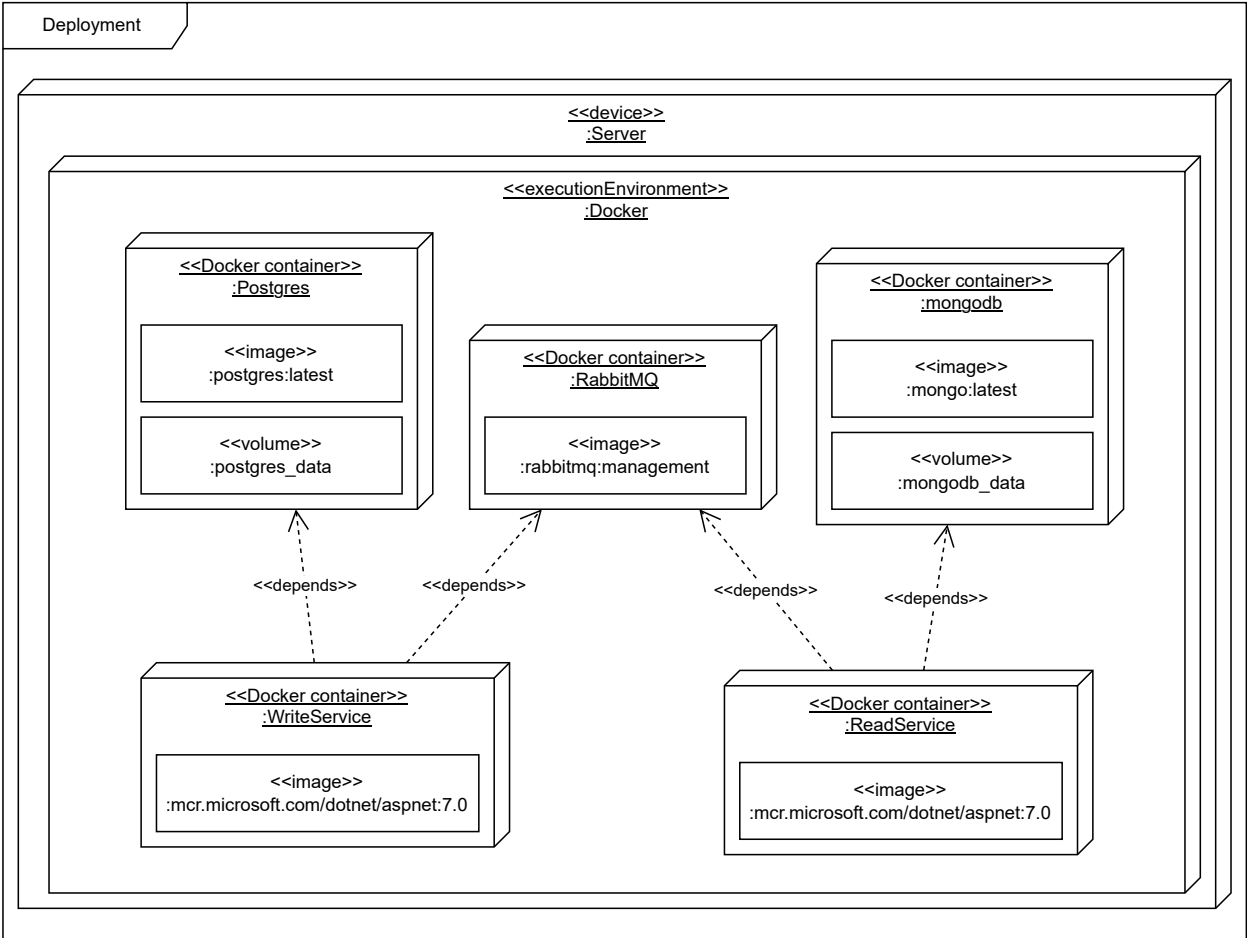 Deployment
<<device>>
:Server
<<executionEnvironment>>
:Docker
<<Docker container>>
:Postgres
<<image>>
:postgres:latest
<<volume>>
:postgres_data
<<Docker container>>
:RabbitMQ
<<image>>
:rabbitmq:management
<<Docker container>>
:mongodb
<<image>>
:mongo:latest
<<volume>>
:mongodb_data
<<depends>>
<<depends>>
<<depends>>
<<depends>>
<<Docker container>>
:WriteService
<<image>>
:mcr.microsoft.com/dotnet/aspnet:7.0
<<Docker container>>
:ReadService
<<image>>
:mcr.microsoft.com/dotnet/aspnet:7.0